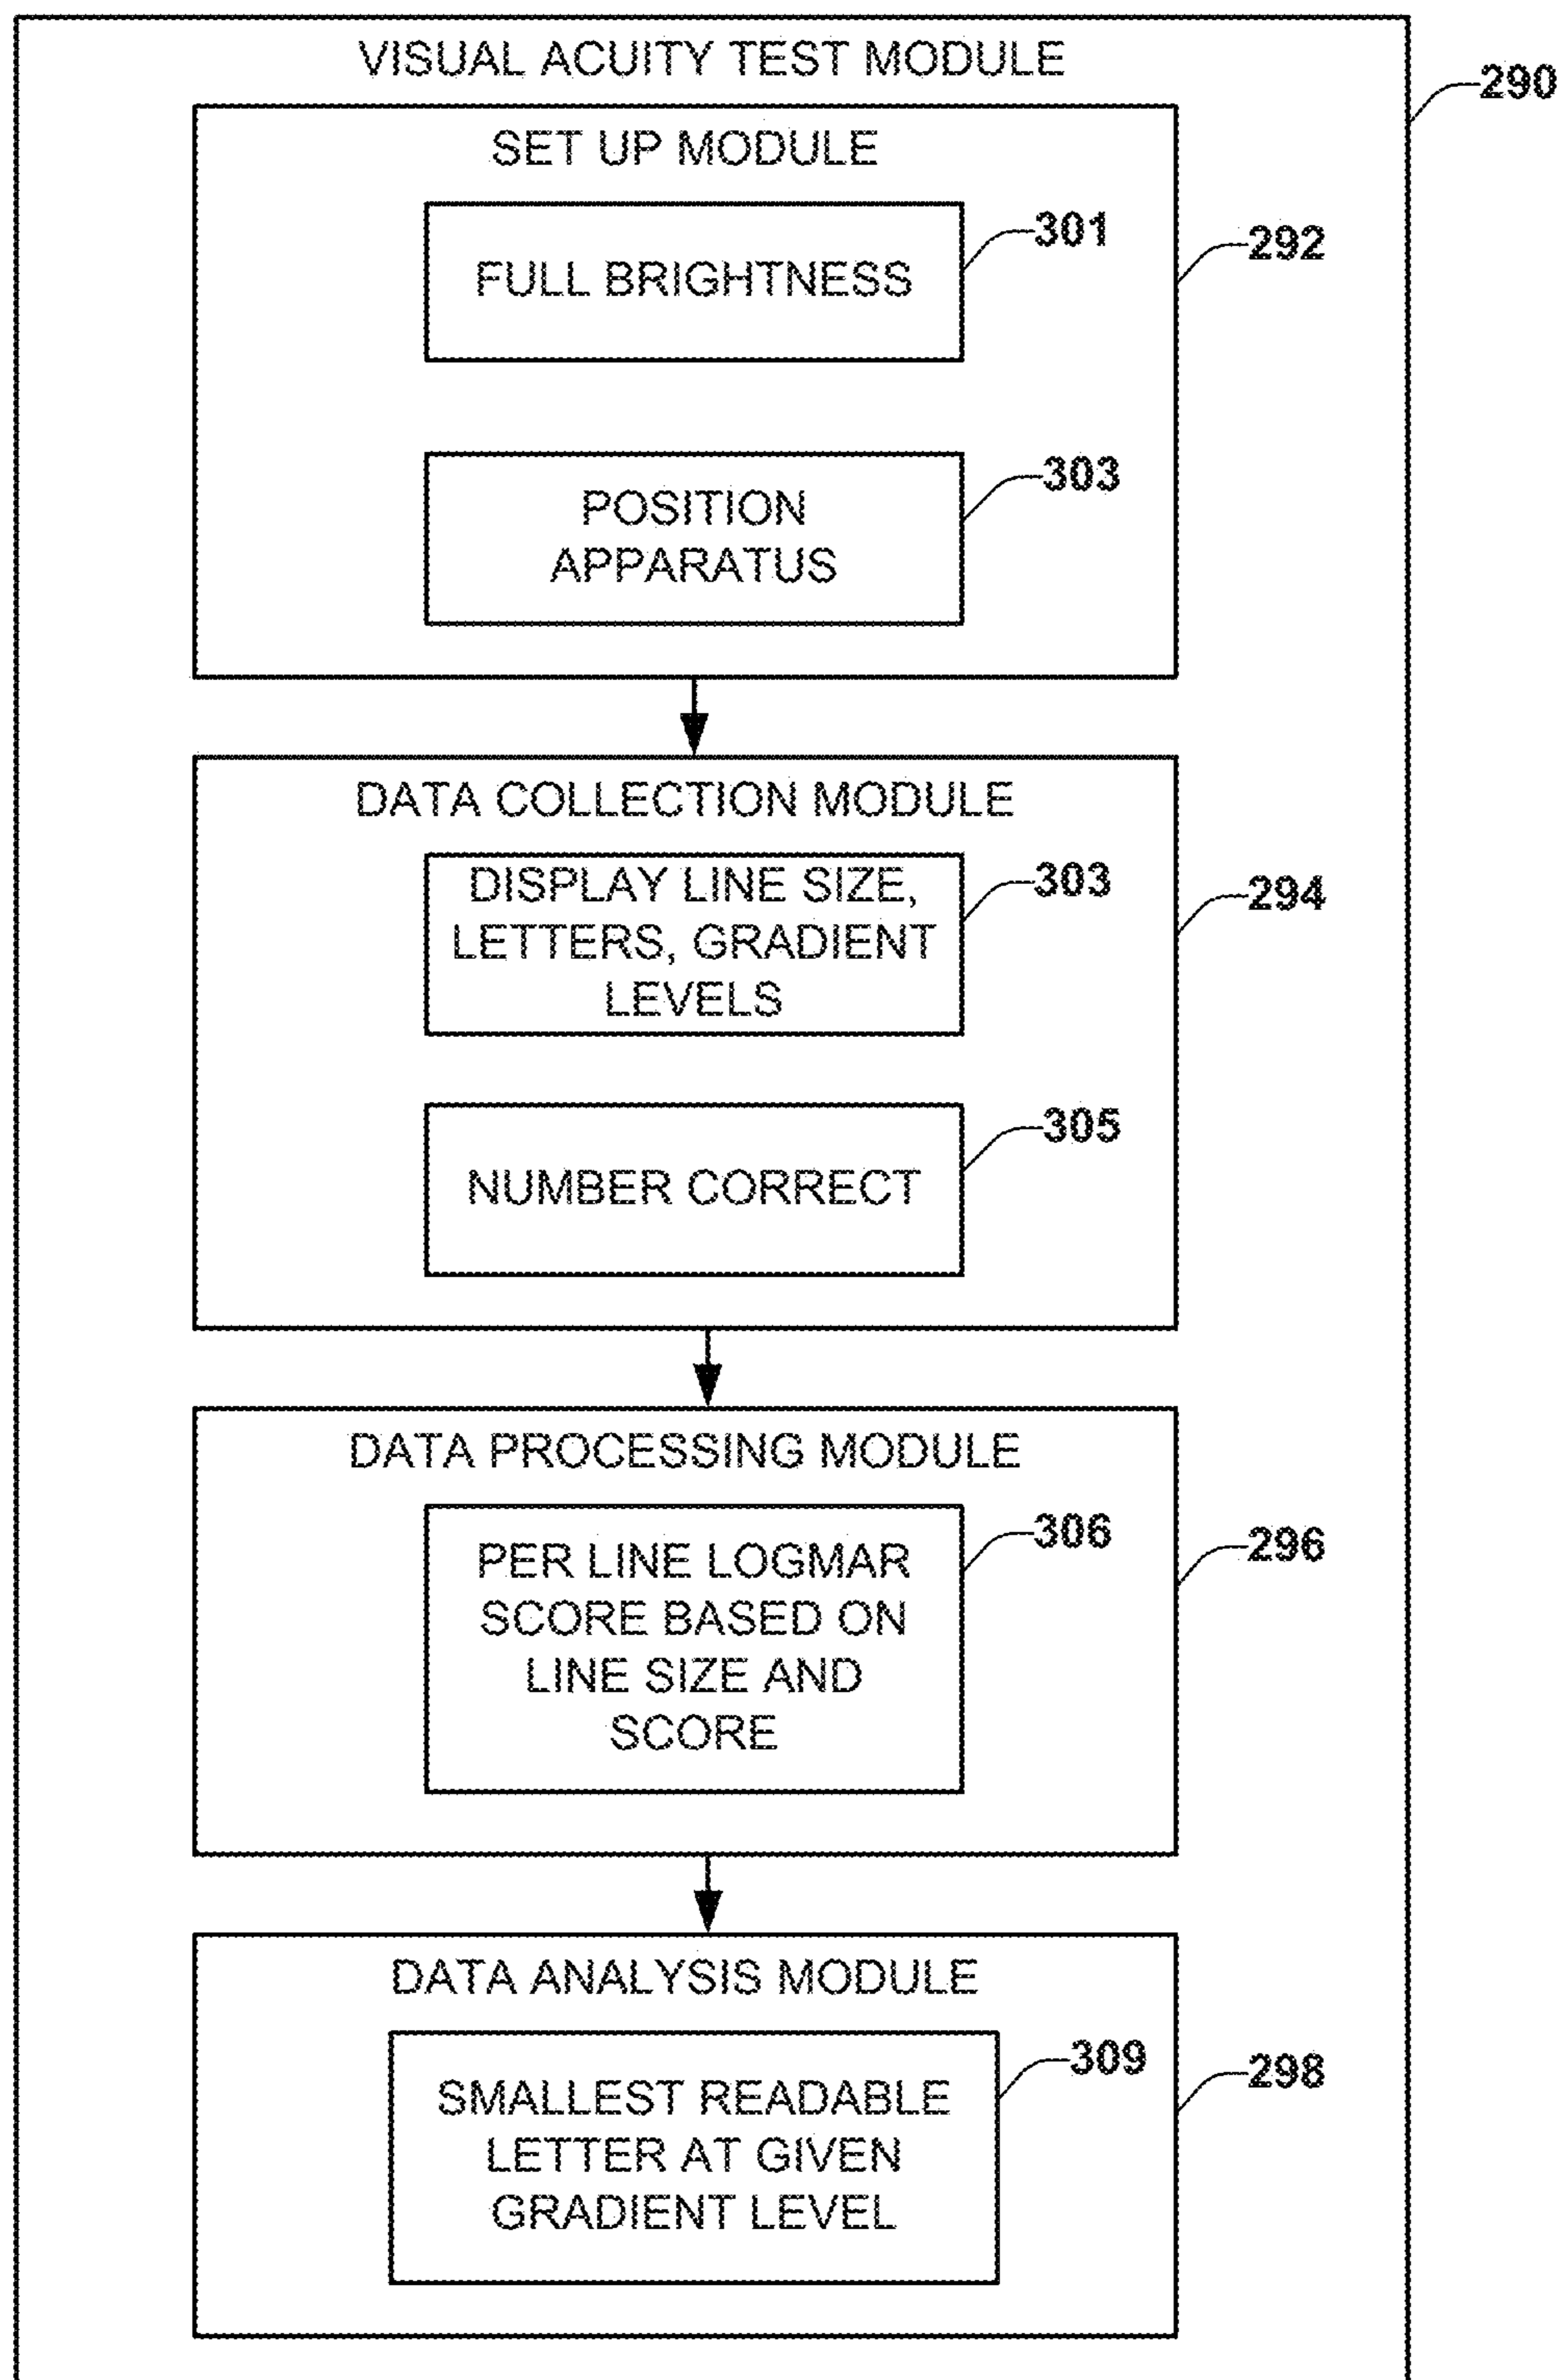 VISUAL ACUITY TEST MODULE
290
SET UP MODULE
301
292
FULL BRIGHTNESS
303
POSITION
APPARATUS
DATA COLLECTION MODULE
303
294
DISPLAY LINE SIZE,
LETTERS, GRADIENT
LEVELS
305
NUMBER CORRECT
DATA PROCESSING MODULE
306
296
PER LINE LOGMAR
SCORE BASED ON
LINE SIZE AND
SCORE
DATA ANALYSIS MODULE
309
298
SMALLEST READABLE
LETTER AT GIVEN
GRADIENT LEVEL